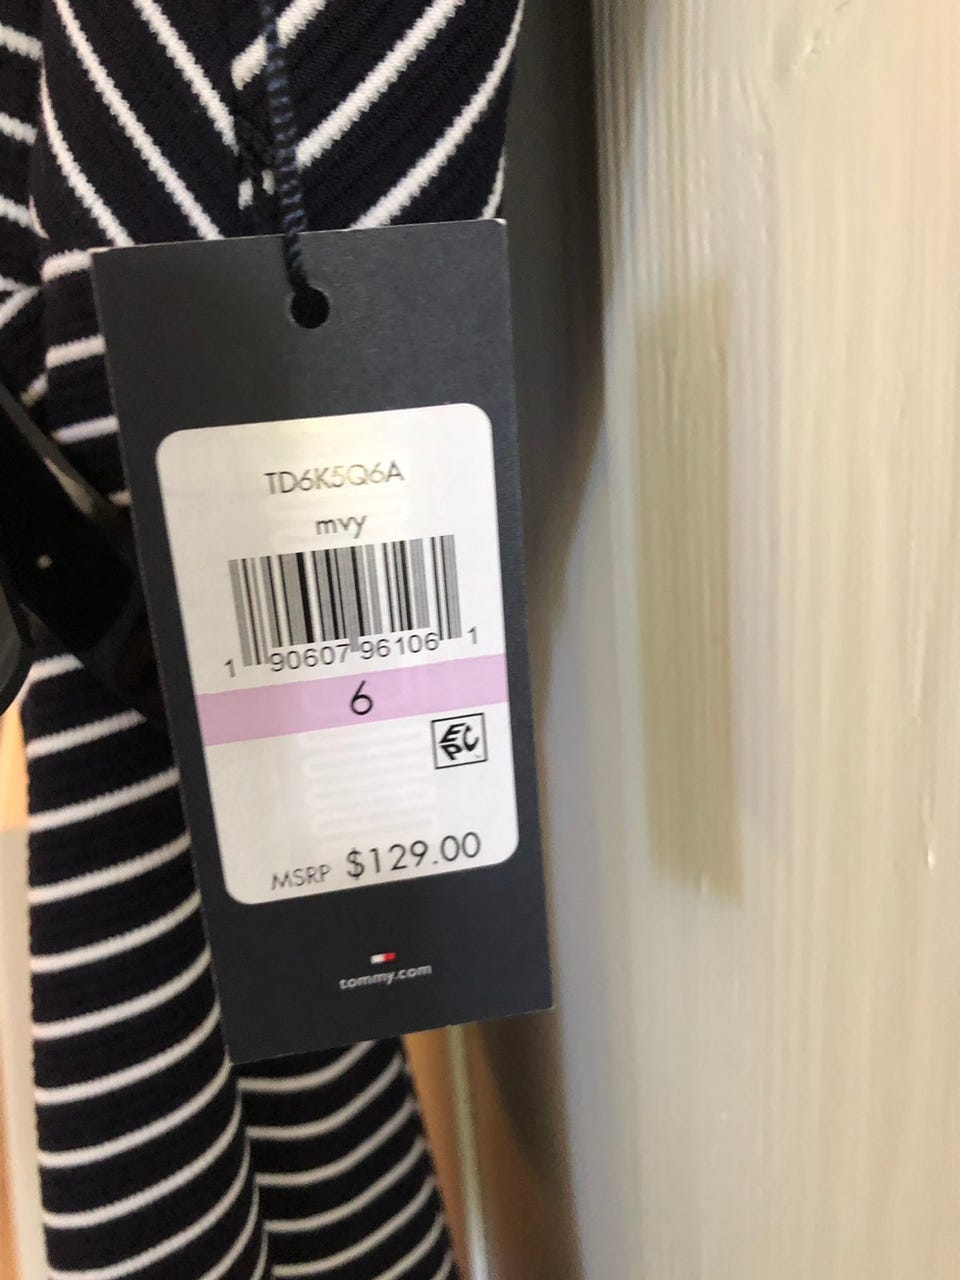 TD6K5Q6A
mvy
1 90607 96106 1
6
EPC
MSRP $129.00
tommy.com